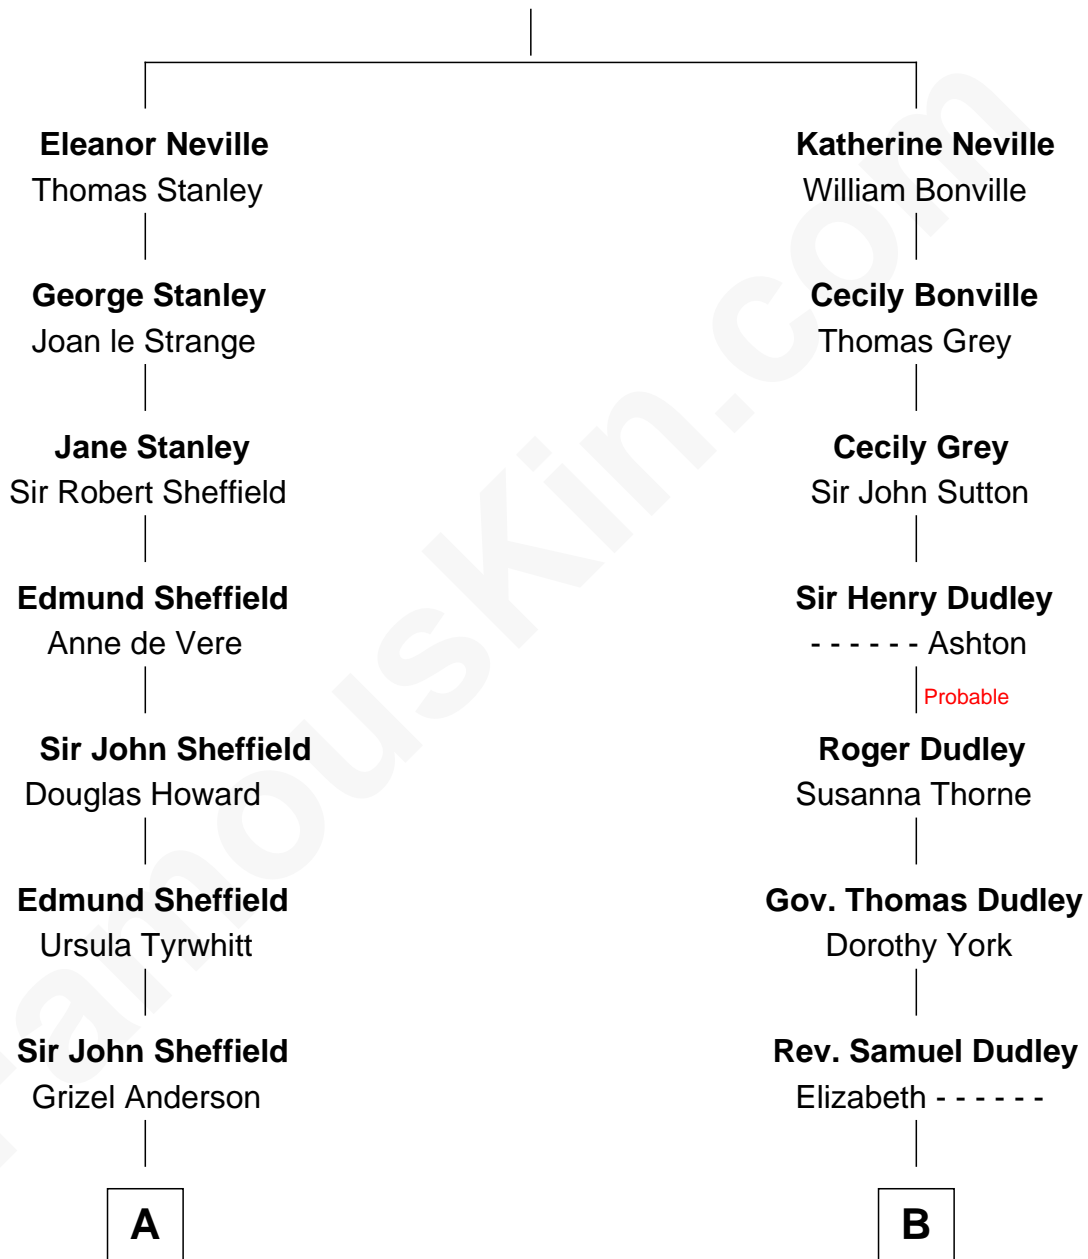 Eleanor Neville
Thomas Stanley
Katherine Neville
William Bonville
George Stanley
Joan le Strange
Cecily Bonville
Thomas Grey
Jane Stanley
Sir Robert Sheffield
Cecily Grey
Sir John Sutton
Edmund Sheffield
Anne de Vere
Sir Henry Dudley
- - - - - - Ashton
Probable
Sir John Sheffield
Douglas Howard
Roger Dudley
Susanna Thorne
Edmund Sheffield
Ursula Tyrwhitt
Gov. Thomas Dudley
Dorothy York
Sir John Sheffield
Grizel Anderson
Rev. Samuel Dudley
Elizabeth - - - - - -
A
B
FamousKin.com